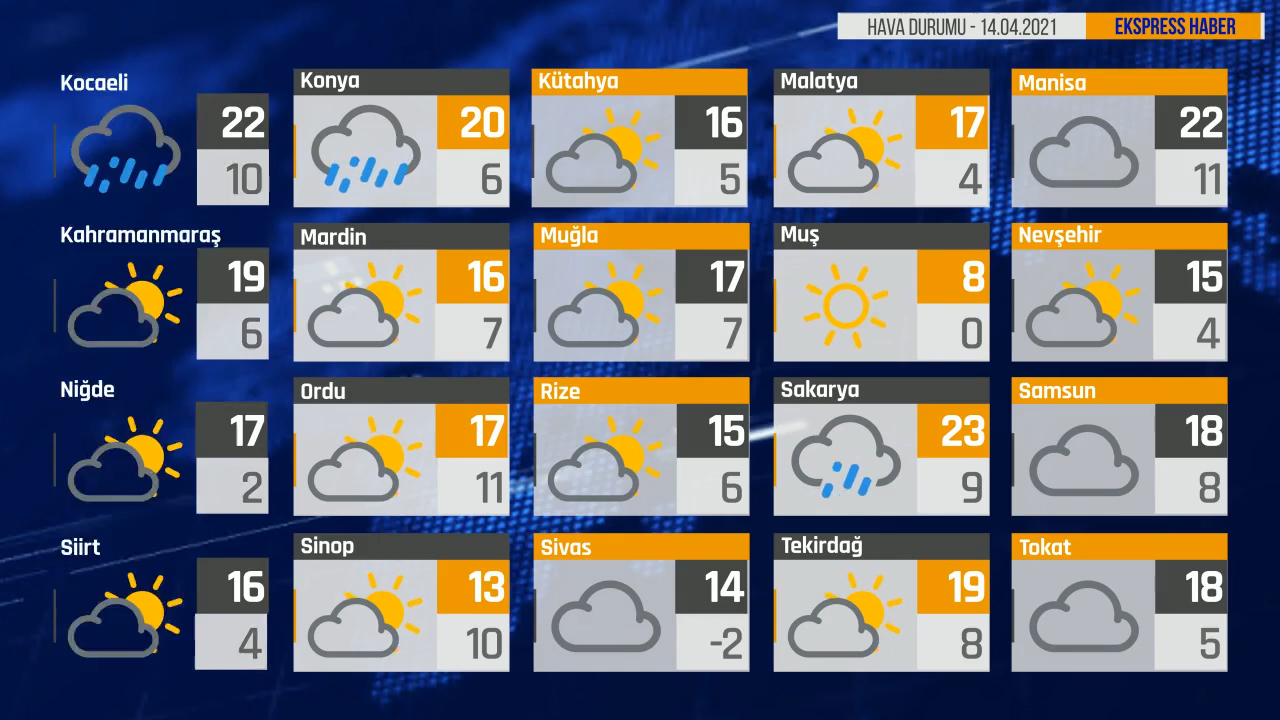 HAVA DURUMU - 14.04.2021 EKSPRESS HABER
Kocaeli
22
10
Konya
20
6
Kütahya
16
5
Malatya
17
4
Manisa
22
11
Kahramanmaraş
19
6
Mardin
16
7
Muğla
17
7
Muş
8
0
Nevşehir
15
4
Niğde
17
2
Ordu
17
11
Rize
15
6
Sakarya
23
9
Samsun
18
8
Siirt
16
4
Sinop
13
10
Sivas
14
-2
Tekirdağ
19
8
Tokat
18
5